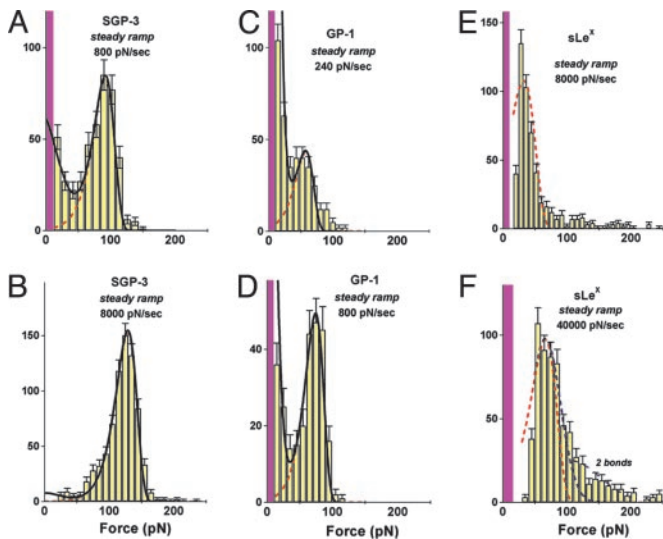 A
SGP-3
steady ramp
800 pN/sec
100
50
0
0
100
200
B
SGP-3
steady ramp
8000 pN/sec
150
100
50
0
0
100
200
Force (pN)
C
GP-1
steady ramp
240 pN/sec
100
50
0
0
100
200
D
GP-1
steady ramp
800 pN/sec
40
20
0
0
100
200
Force (pN)
E
sLeˣ
steady ramp
8000 pN/sec
150
100
50
0
0
100
200
F
sLeˣ
steady ramp
40000 pN/sec
100
50
0
2 bonds
0
100
200
Force (pN)